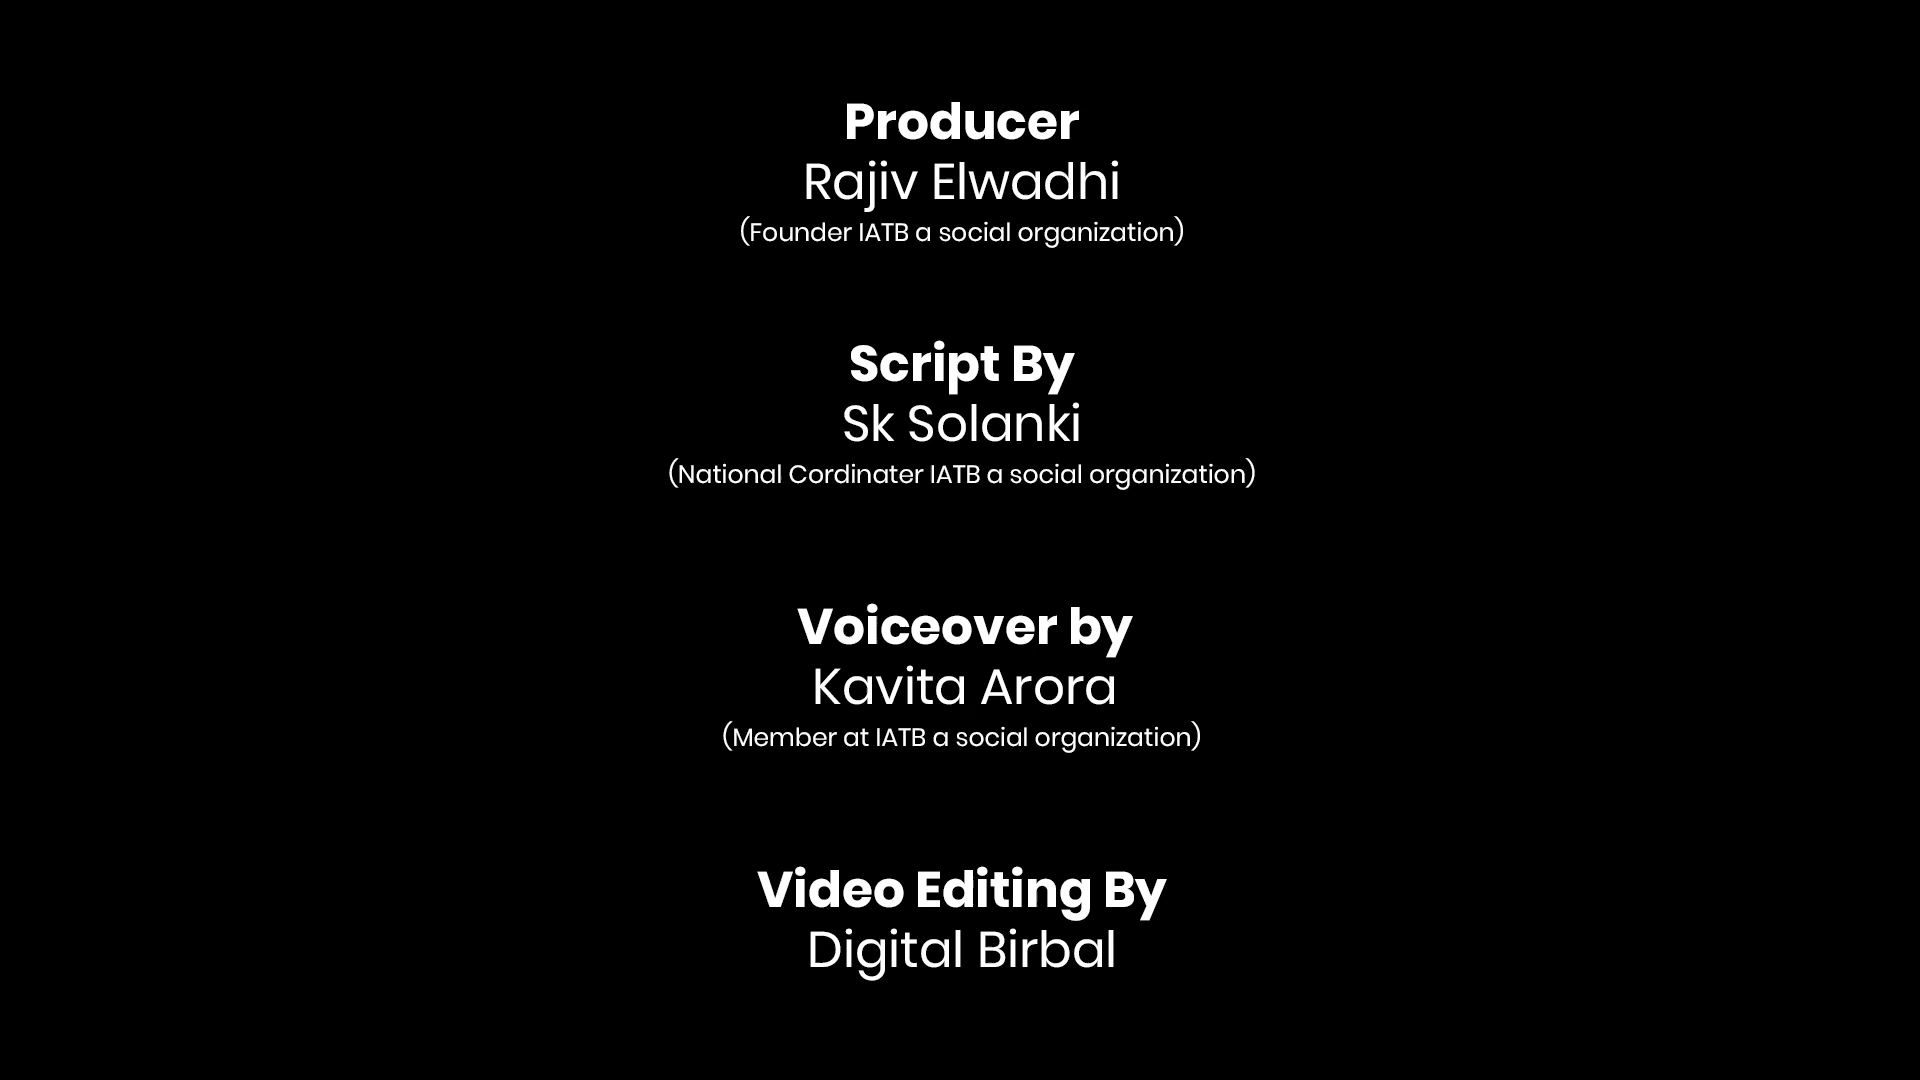 Producer
Rajiv Elwadhi
(Founder IATB a social organization)
Script By
Sk Solanki
(National Cordinater IATB a social organization)
Voiceover by
Kavita Arora
(Member at IATB a social organization)
Video Editing By
Digital Birbal